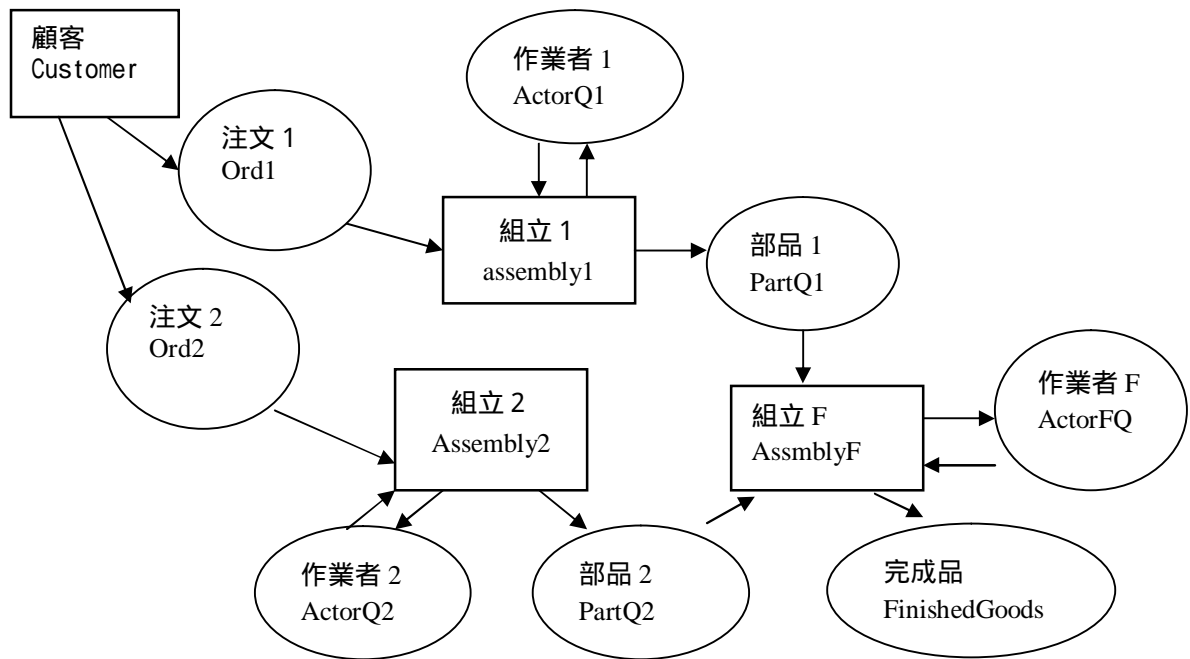 顧客
Customer
作業者 1
ActorQ1
注文 1
Ord1
組立 1
assembly1
部品 1
PartQ1
注文 2
Ord2
組立 2
Assembly2
組立 F
AssmblyF
作業者 F
ActorFQ
作業者 2
ActorQ2
部品 2
PartQ2
完成品
FinishedGoods